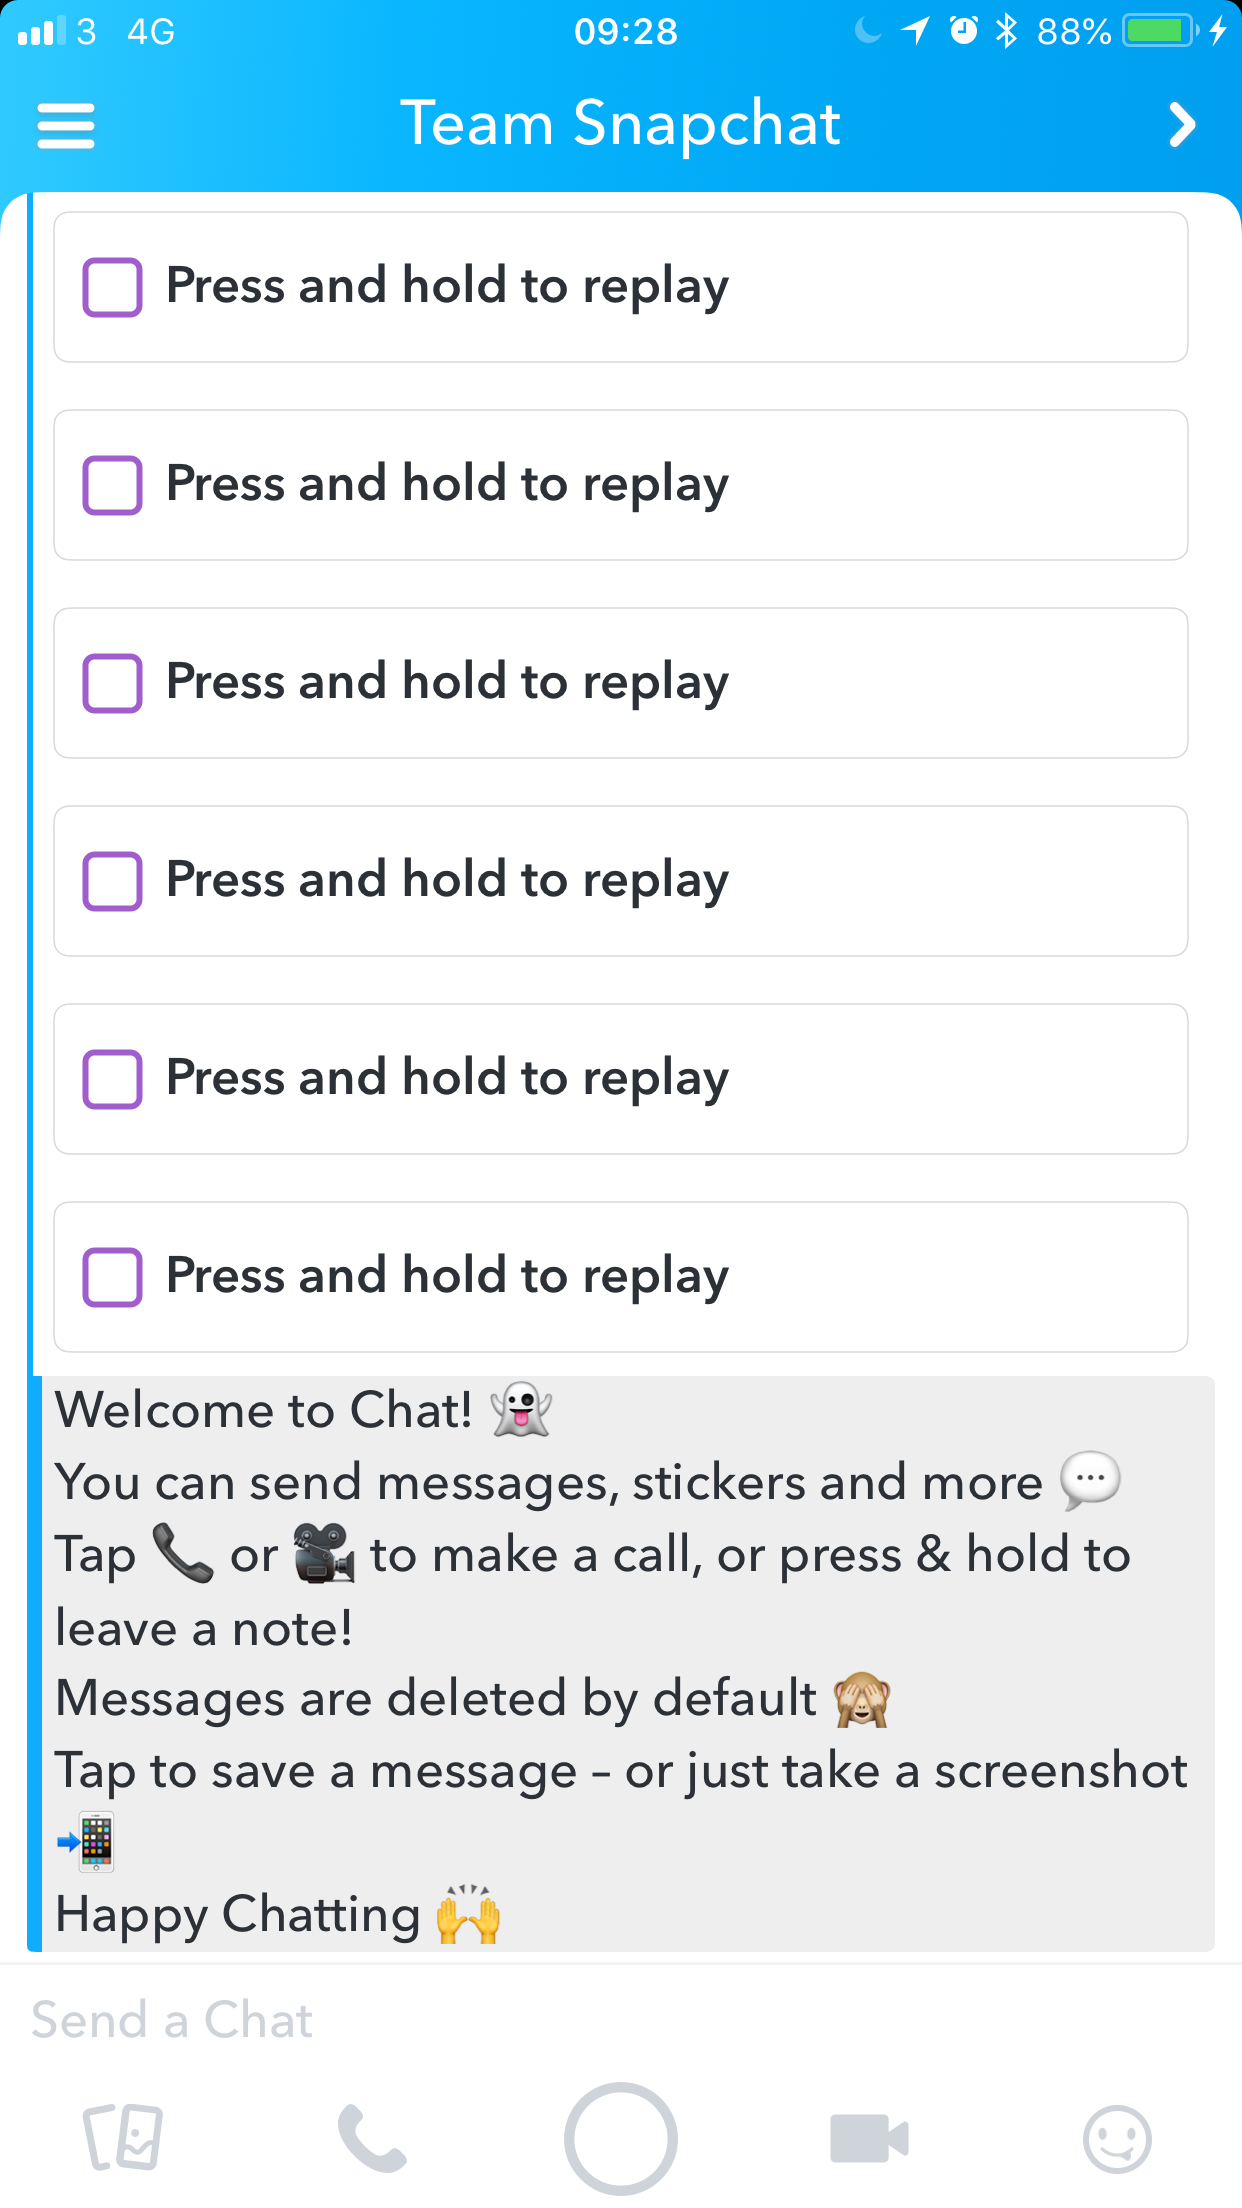 3 4G 09:28 88%
Team Snapchat
Press and hold to replay
Press and hold to replay
Press and hold to replay
Press and hold to replay
Press and hold to replay
Press and hold to replay
Welcome to Chat! 👻
You can send messages, stickers and more 💬
Tap 📞 or 🎥 to make a call, or press & hold to
leave a note!
Messages are deleted by default 🙈
Tap to save a message – or just take a screenshot
📲
Happy Chatting 🙌
Send a Chat